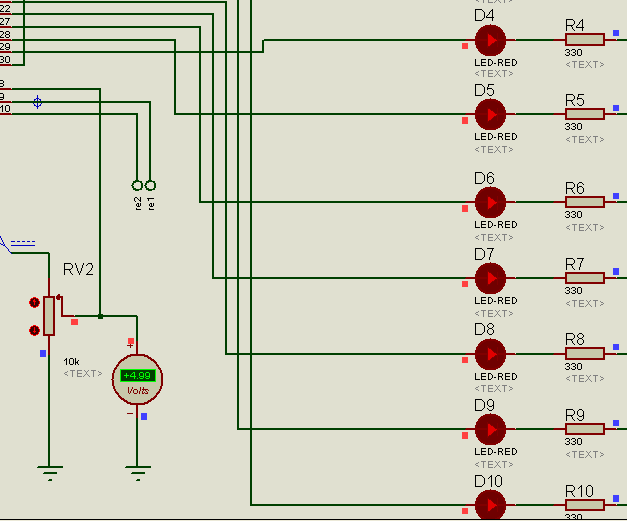 22
27
28
29
30
8
9
10
re2
re1
RV2
10k
<TEXT>
+
+4.99
Volts
−
<TEXT>
D4
LED-RED
<TEXT>
R4
330
<TEXT>
D5
LED-RED
<TEXT>
R5
330
<TEXT>
D6
LED-RED
<TEXT>
R6
330
<TEXT>
D7
LED-RED
<TEXT>
R7
330
<TEXT>
D8
LED-RED
<TEXT>
R8
330
<TEXT>
D9
LED-RED
<TEXT>
R9
330
<TEXT>
D10
R10
330